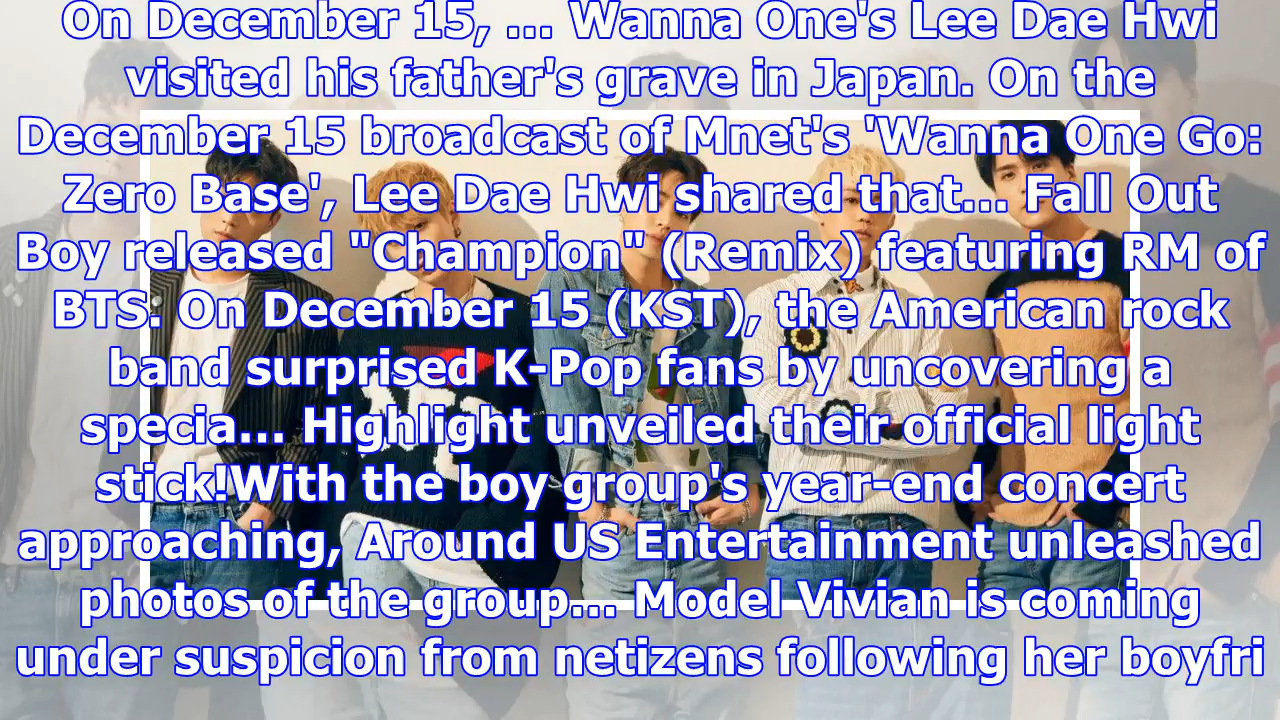 On December 15, ... Wanna One's Lee Dae Hwi
visited his father's grave in Japan. On the
December 15 broadcast of Mnet's 'Wanna One Go:
Zero Base', Lee Dae Hwi shared that... Fall Out
Boy released "Champion" (Remix) featuring RM of
BTS. On December 15 (KST), the American rock
band surprised K-Pop fans by uncovering a
specia... Highlight unveiled their official light
stick!With the boy group's year-end concert
approaching, Around US Entertainment unleashed
photos of the group... Model Vivian is coming
under suspicion from netizens following her boyfri